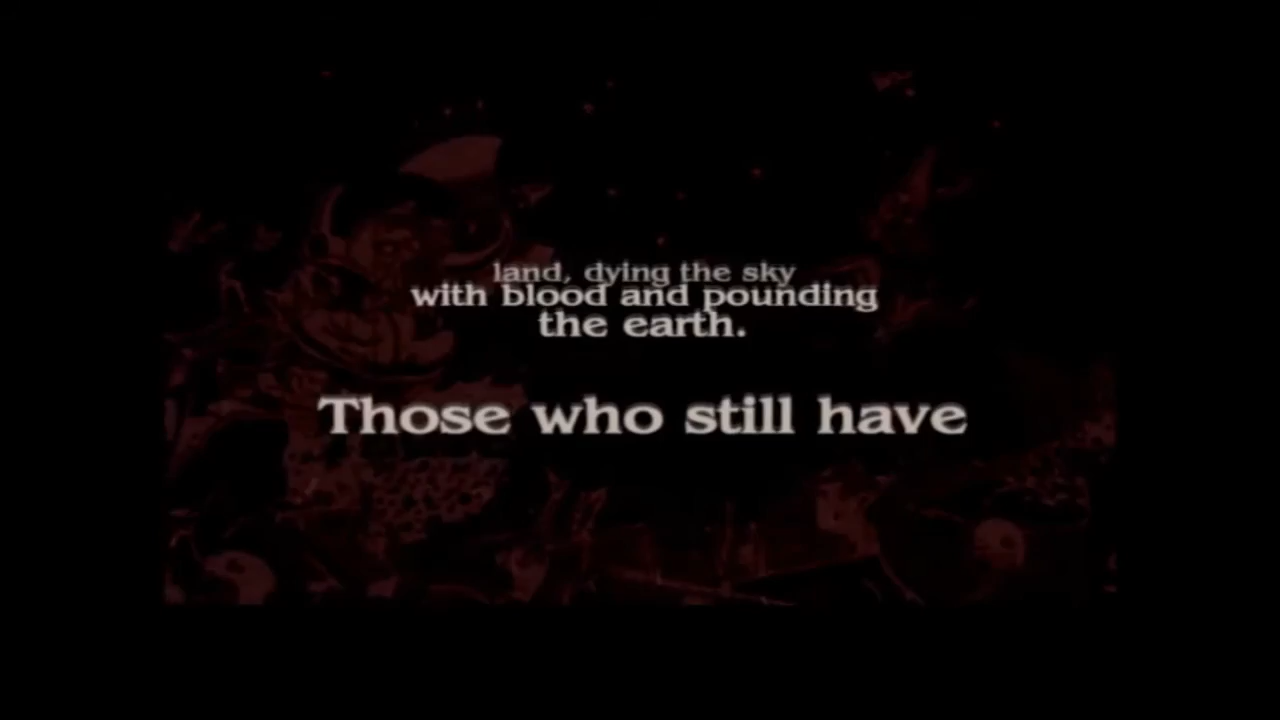 land, dying the sky
with blood and pounding
the earth.
Those who still have